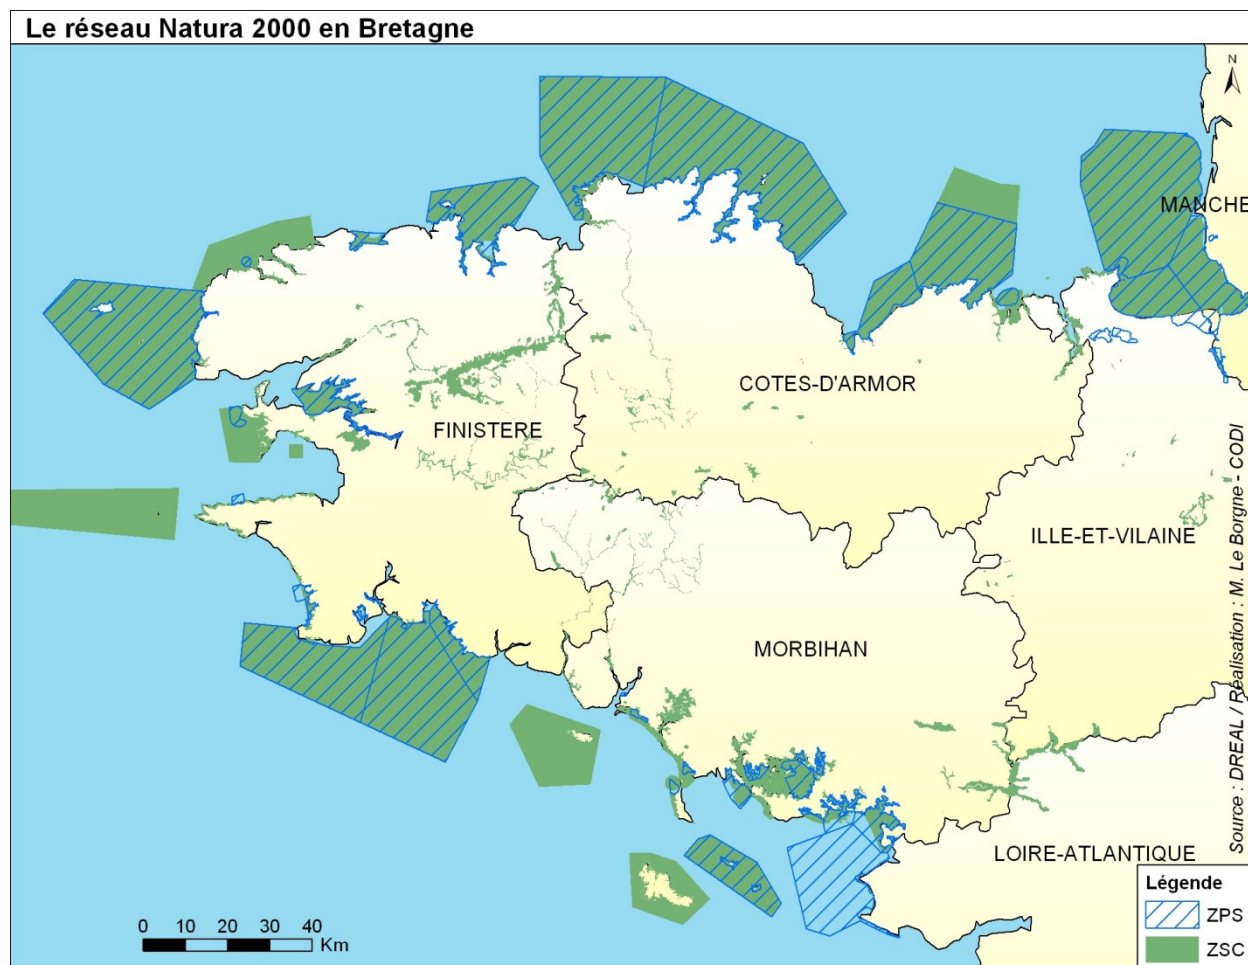 Le réseau Natura 2000 en Bretagne
N
MANCHE
COTES-D'ARMOR
FINISTERE
ILLE-ET-VILAINE
MORBIHAN
LOIRE-ATLANTIQUE
Source : DREAL / Réalisation : M. Le Borgne - CODI
Légende
ZPS
ZSC
0 10 20 30 40
Km